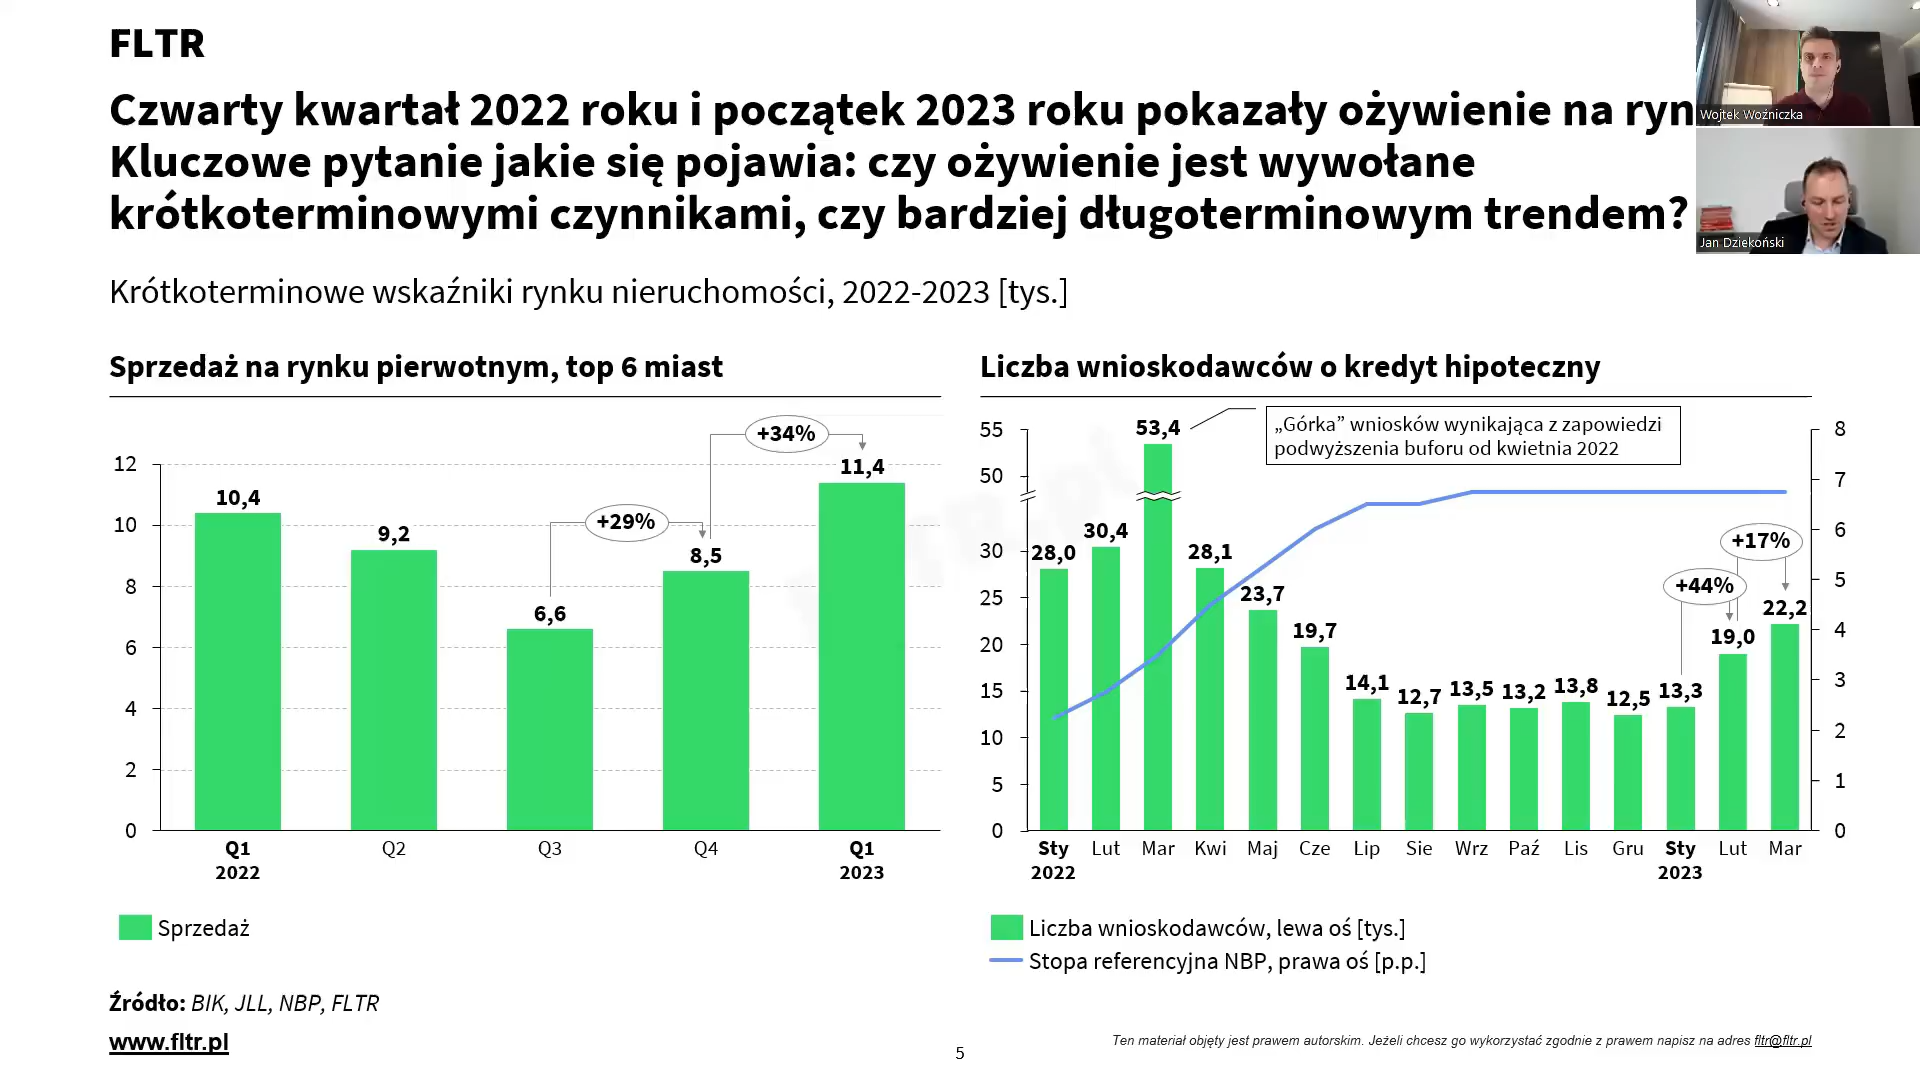 FLTR
Czwarty kwartał 2022 roku i początek 2023 roku pokazały ożywienie na ryn
Kluczowe pytanie jakie się pojawia: czy ożywienie jest wywołane
krótkoterminowymi czynnikami, czy bardziej długoterminowym trendem?
Wojtek Woźniczka
Jan Dziekoński
Krótkoterminowe wskaźniki rynku nieruchomości, 2022-2023 [tys.]
Sprzedaż na rynku pierwotnym, top 6 miast
+34%
+29%
12
10
8
6
4
2
0
10,4
9,2
6,6
8,5
11,4
Q1 Q2 Q3 Q4 Q1
2022 2023
Sprzedaż
Liczba wnioskodawców o kredyt hipoteczny
„Górka” wniosków wynikająca z zapowiedzi
podwyższenia buforu od kwietnia 2022
55
50
30
25
20
15
10
5
0
28,0
30,4
53,4
28,1
23,7
19,7
14,1
12,7
13,5
13,2
13,8
12,5
13,3
19,0
22,2
+44%
+17%
8
7
6
5
4
3
2
1
0
Sty Lut Mar Kwi Maj Cze Lip Sie Wrz Paź Lis Gru Sty Lut Mar
2022 2023
Liczba wnioskodawców, lewa oś [tys.]
Stopa referencyjna NBP, prawa oś [p.p.]
Źródło: BIK, JLL, NBP, FLTR
www.fltr.pl
5
Ten materiał objęty jest prawem autorskim. Jeżeli chcesz go wykorzystać zgodnie z prawem napisz na adres fltr@fltr.pl